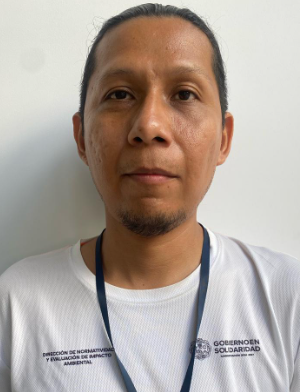 DIRECCIÓN DE NORMATIVIDAD
Y EVALUACIÓN DE IMPACTO
AMBIENTAL
GOBIERNO EN
SOLIDARIDAD